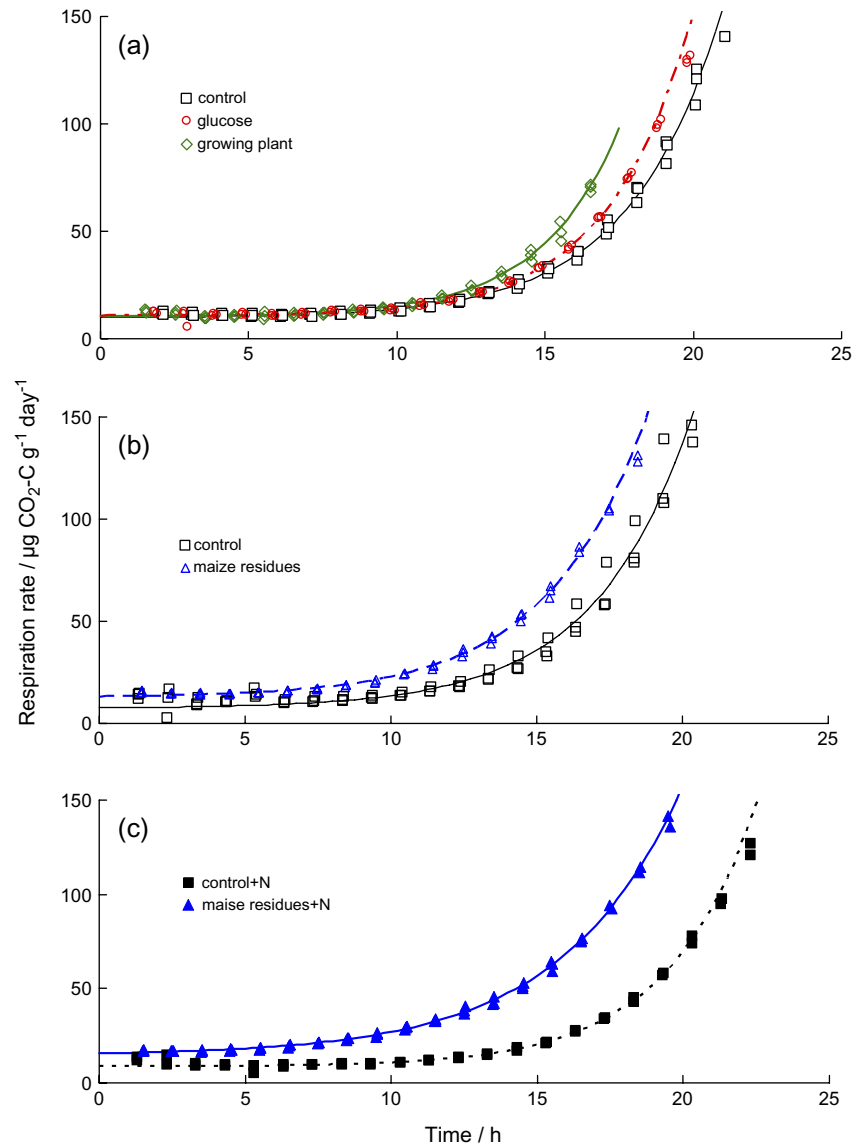 150
(a)
control
glucose
growing plant
100
50
0
0 5 10 15 20 25
150
(b)
control
maize residues
100
50
0
0 5 10 15 20 25
Respiration rate / µg CO₂-C g⁻¹ day⁻¹
150
(c)
control+N
maise residues+N
100
50
0
0 5 10 15 20 25
Time / h